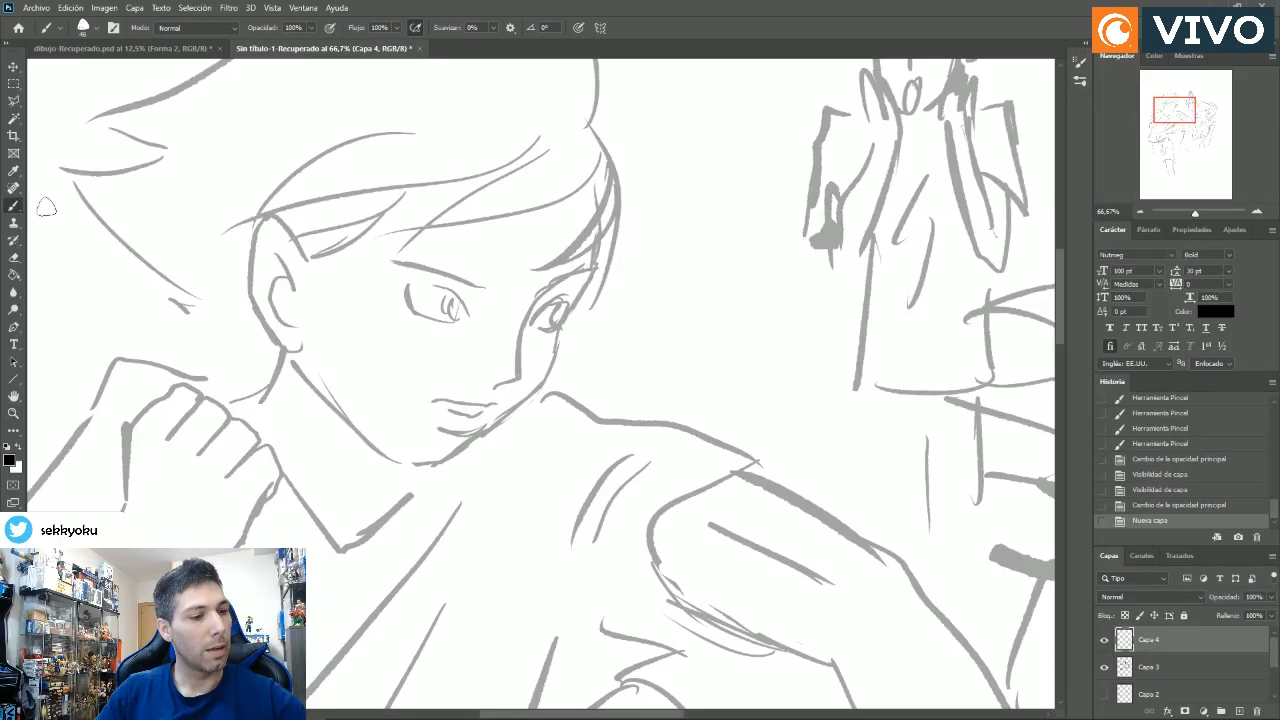 Archivo Edición Imagen Capa Texto Selección Filtro 3D Vista Ventana Ayuda
46 Modo: Normal Opacidad: 100% Flujo: 100% Suavizar: 0% 0°
dibujo-Recuperado.psd al 12,5% (Forma 2, RGB/8) * ×
Sin título-1-Recuperado al 66,7% (Capa 4, RGB/8) * ×
VIVO
Navegador Color Muestras
66,67%
Carácter Párrafo Propiedades Ajustes
Nutmeg Bold
100 pt 30 pt
Medidas 0
100% 100%
0 pt Color:
Inglés: EE.UU. Enfocado
Historia
Herramienta Pincel
Herramienta Pincel
Herramienta Pincel
Herramienta Pincel
Cambio de la opacidad principal
Visibilidad de capa
Visibilidad de capa
Cambio de la opacidad principal
Nueva capa
Capas Canales Trazados
Tipo
Normal Opacidad: 100%
Bloq.: Relleno: 100%
Capa 4
Capa 3
Capa 2
sekkyoku